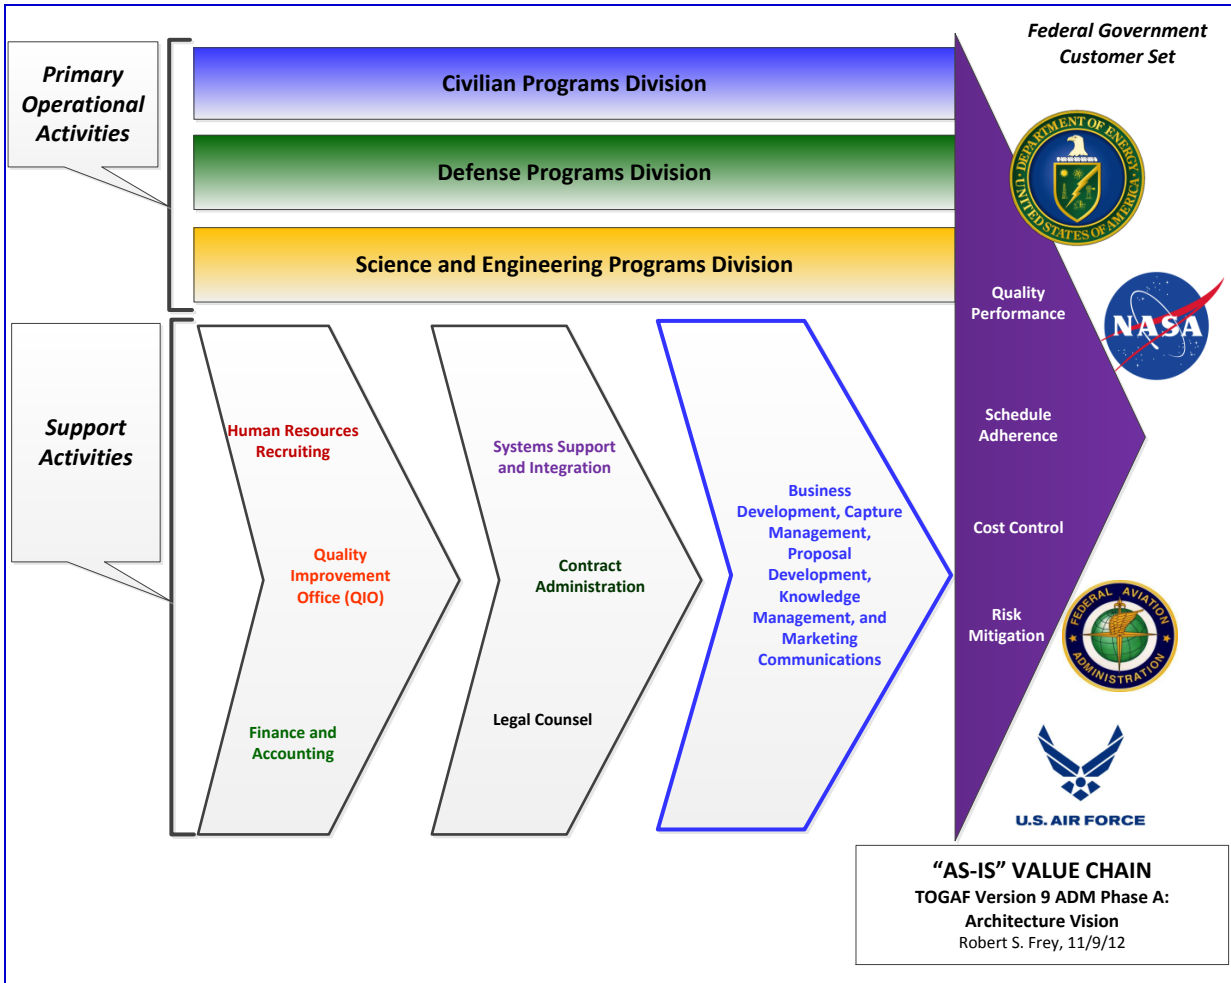 Federal Government
Customer Set
Primary
Operational
Activities
Civilian Programs Division
Defense Programs Division
Science and Engineering Programs Division
DEPARTMENT OF ENERGY
UNITED STATES OF AMERICA
Quality
Performance
NASA
Schedule
Adherence
Cost Control
Risk
Mitigation
FEDERAL AVIATION
ADMINISTRATION
U.S. AIR FORCE
Support
Activities
Human Resources
Recruiting
Quality
Improvement
Office (QIO)
Finance and
Accounting
Systems Support
and Integration
Contract
Administration
Legal Counsel
Business
Development, Capture
Management,
Proposal
Development,
Knowledge
Management, and
Marketing
Communications
“AS-IS” VALUE CHAIN
TOGAF Version 9 ADM Phase A:
Architecture Vision
Robert S. Frey, 11/9/12